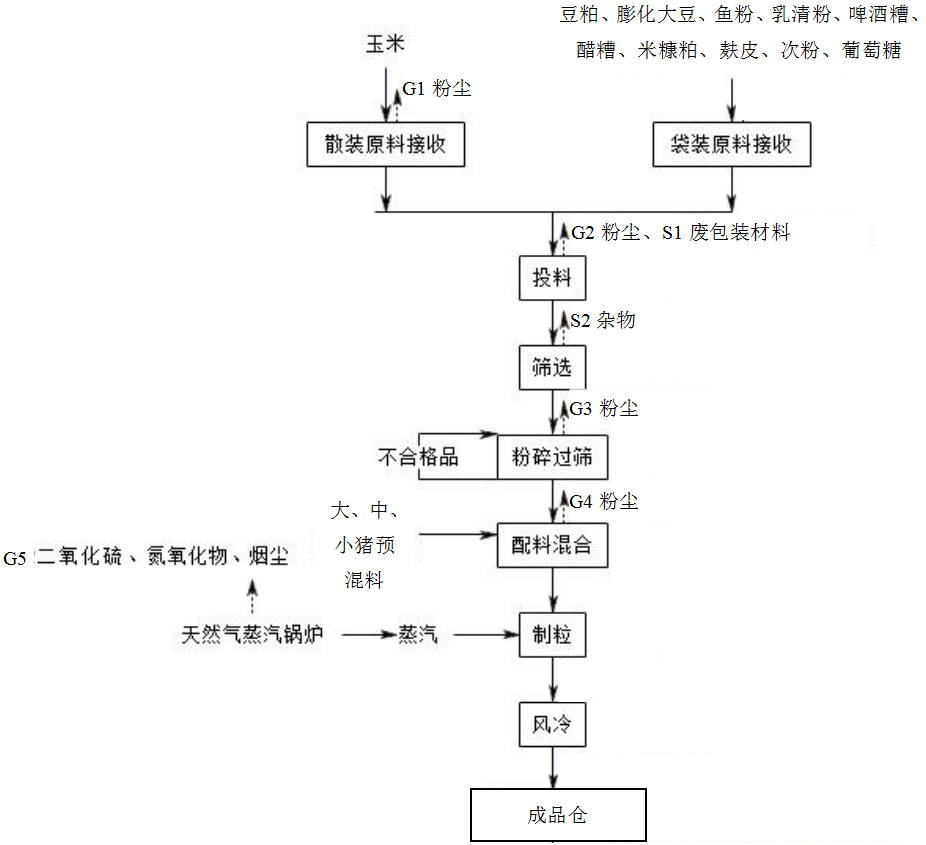 豆粕、膨化大豆、鱼粉、乳清粉、啤酒糟、
醋糟、米糠粕、麸皮、次粉、葡萄糖
玉米
G1 粉尘
散装原料接收
袋装原料接收
G2 粉尘、S1 废包装材料
投料
S2 杂物
筛选
G3 粉尘
不合格品
粉碎过筛
G4 粉尘
大、中、
小猪预
混料
配料混合
G5 二氧化硫、氮氧化物、烟尘
天然气蒸汽锅炉
蒸汽
制粒
风冷
成品仓